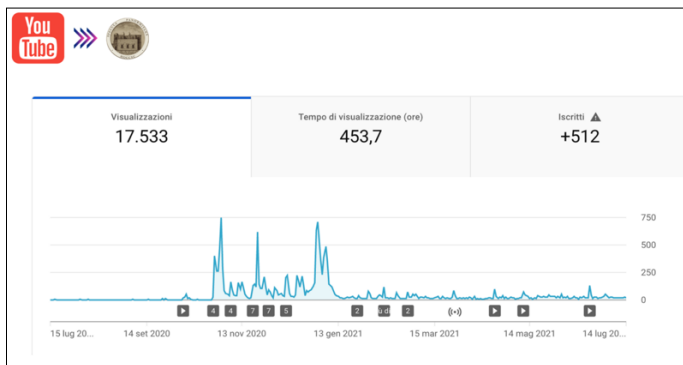 You
Tube
Visualizzazioni
17.533
Tempo di visualizzazione (ore)
453,7
Iscritti
+512
750
500
250
0
4 4 7 7 5 2 ù di 2
15 lug 20... 14 set 2020 13 nov 2020 13 gen 2021 15 mar 2021 14 mag 2021 14 lug 20...